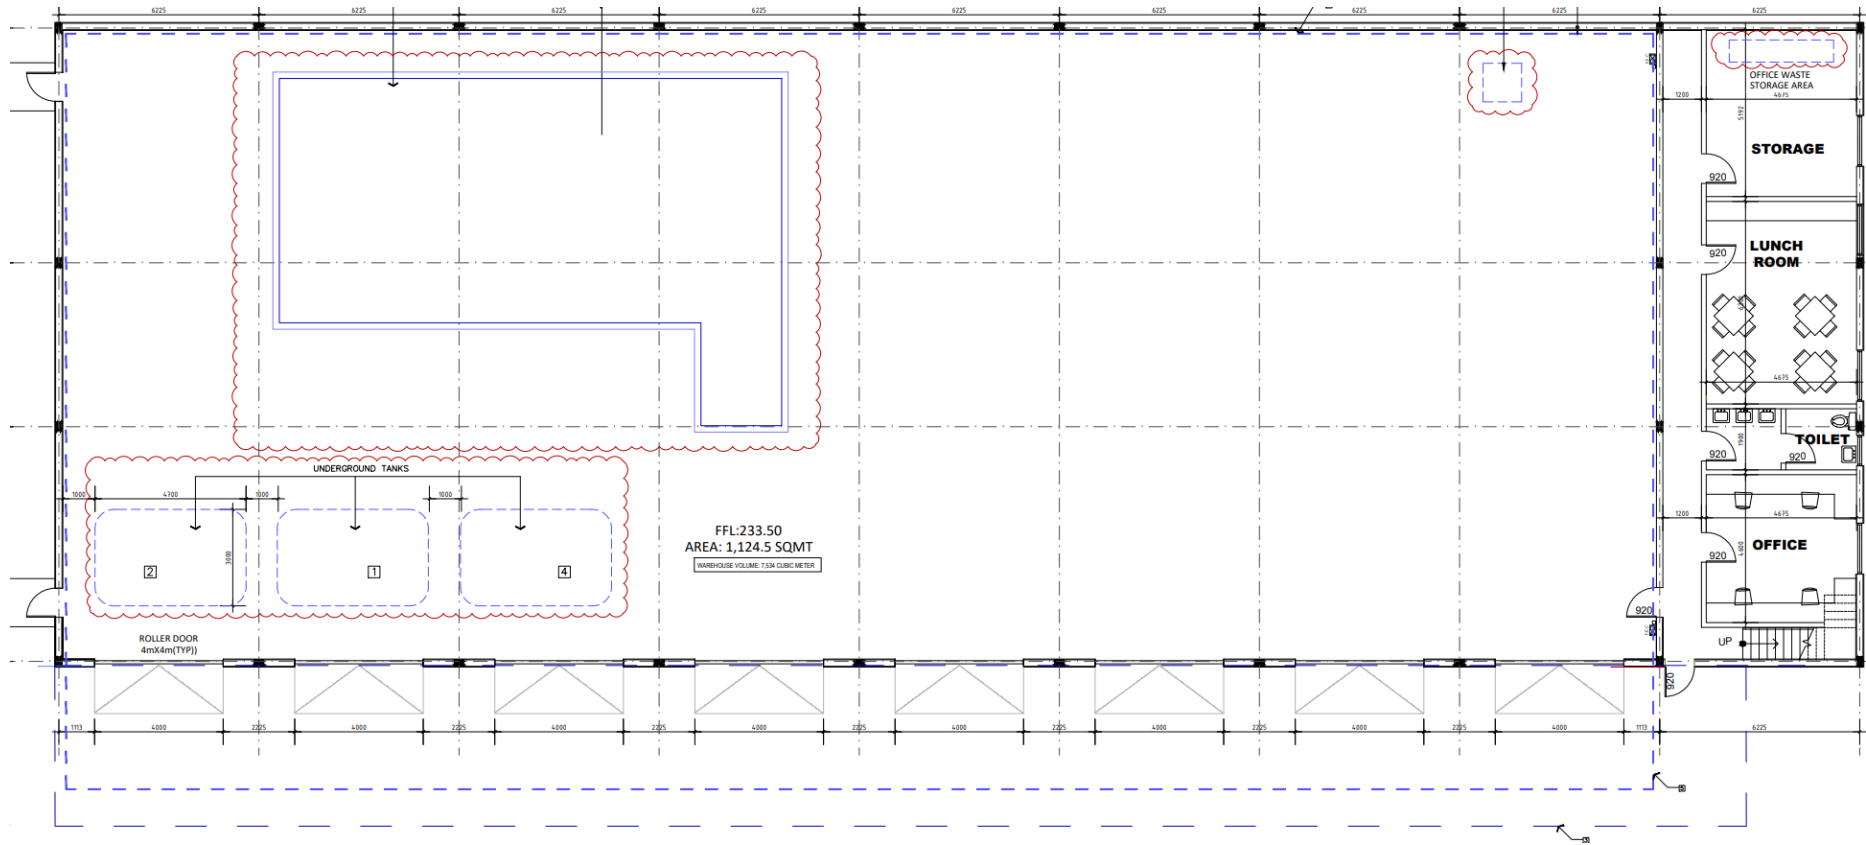 6225 6225 6225 6225 6225 6225 6225 6225 6225
OFFICE WASTE
STORAGE AREA
1200 4675
5192
STORAGE
920
LUNCH
ROOM
920
4675
1900
TOILET
920 920
UNDERGROUND TANKS
1000 4700 1000 1000
3000
2 1 4
FFL:233.50
AREA: 1,124.5 SQMT
WAREHOUSE VOLUME: 7,534 CUBIC METER
1200 4675
OFFICE
920
4600
920
ROLLER DOOR
4mX4m(TYP))
UP
920
1113 4000 2225 4000 2225 4000 2225 4000 2225 4000 2225 4000 2225 4000 2225 4000 1113 6225